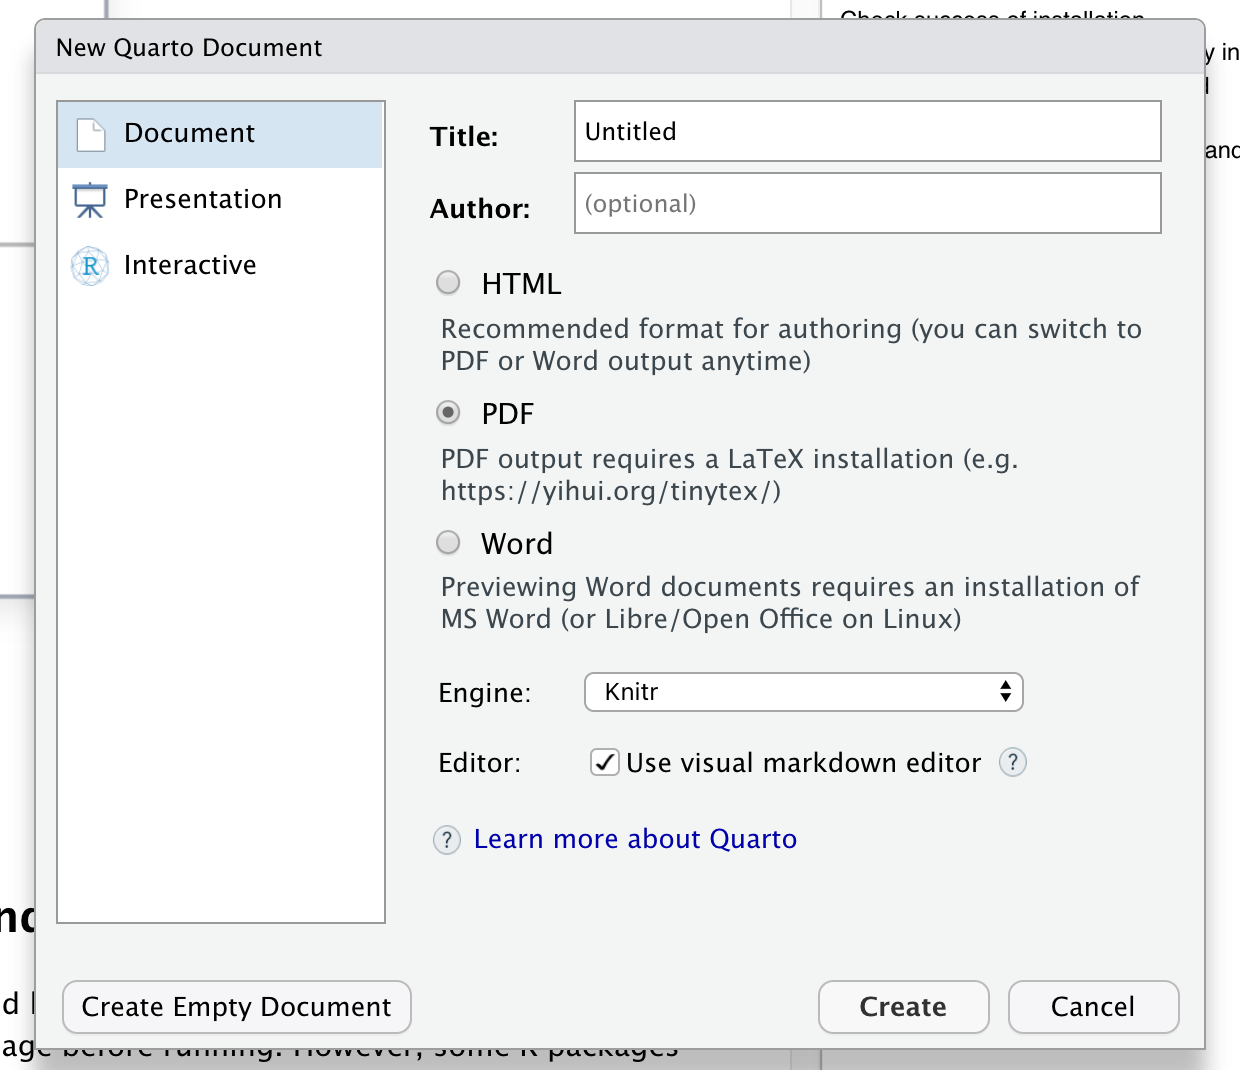 Check success of installation
New Quarto Document
y in
and
Document
Presentation
R
Interactive
Title:
Untitled
Author:
(optional)
HTML
Recommended format for authoring (you can switch to
PDF or Word output anytime)
PDF
PDF output requires a LaTeX installation (e.g.
https://yihui.org/tinytex/)
Word
Previewing Word documents requires an installation of
MS Word (or Libre/Open Office on Linux)
Engine:
Knitr
Editor:
Use visual markdown editor
?
?
Learn more about Quarto
Create Empty Document
Create
Cancel
age before running. However, some R packages